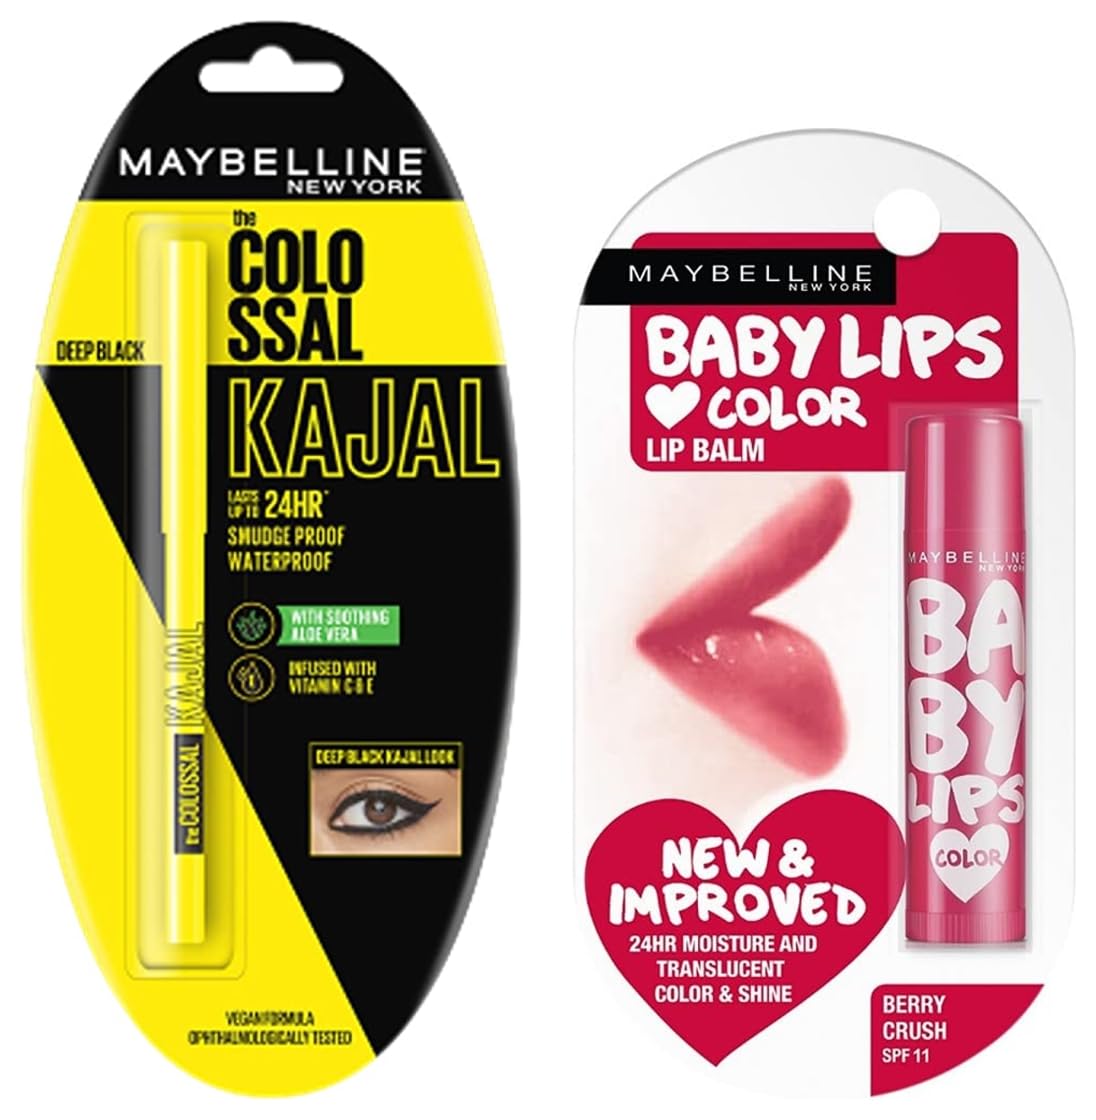 MAYBELLINE
NEW YORK
the
COLO
SSAL
DEEP BLACK
KAJAL
LASTS
UP TO 24HR*
SMUDGE PROOF
WATERPROOF
WITH SOOTHING
ALOE VERA
INFUSED WITH
VITAMIN C & E
DEEP BLACK KAJAL LOOK
the COLOSSAL KAJAL
VEGAN FORMULA
OPHTHALMOLOGICALLY TESTED
MAYBELLINE
NEW YORK
BABY LIPS
COLOR
LIP BALM
MAYBELLINE
NEW YORK
BA
BY
LIPS
COLOR
NEW &
IMPROVED
24HR MOISTURE AND
TRANSLUCENT
COLOR & SHINE
BERRY
CRUSH
SPF 11